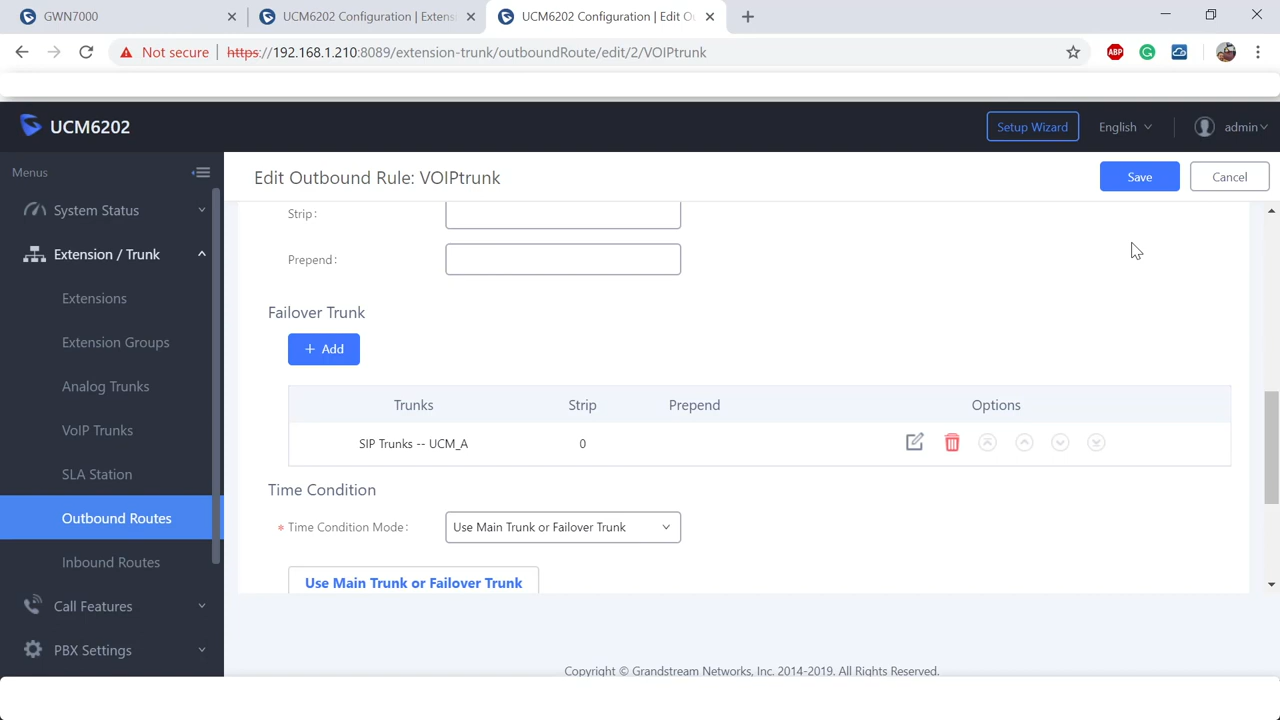 GWN7000
UCM6202 Configuration | Extens
UCM6202 Configuration | Edit Ou
Not secure
https://192.168.1.210:8089/extension-trunk/outboundRoute/edit/2/VOIPtrunk
ABP
UCM6202
Setup Wizard
English
admin
Menus
Edit Outbound Rule: VOIPtrunk
Save
Cancel
System Status
Extension / Trunk
Extensions
Extension Groups
Analog Trunks
VoIP Trunks
SLA Station
Outbound Routes
Inbound Routes
Call Features
PBX Settings
Strip:
Prepend:
Failover Trunk
+ Add
Trunks Strip Prepend Options
SIP Trunks -- UCM_A 0
Time Condition
* Time Condition Mode: Use Main Trunk or Failover Trunk
Use Main Trunk or Failover Trunk
Copyright © Grandstream Networks, Inc. 2014-2019. All Rights Reserved.